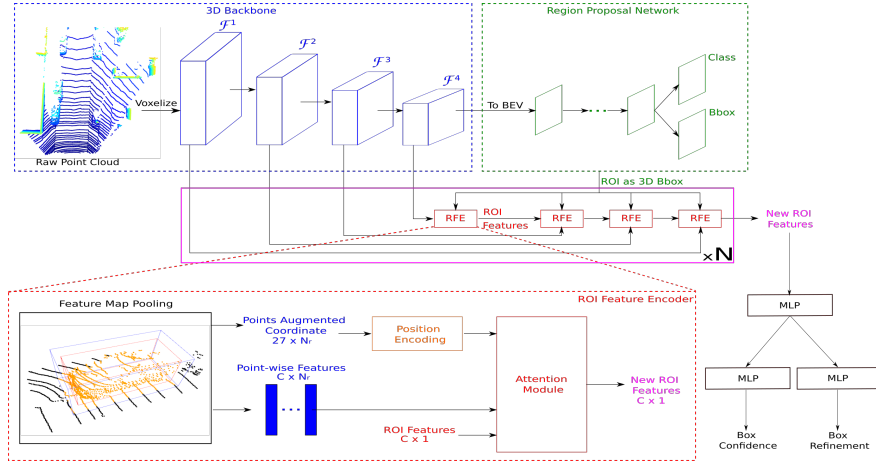 3D Backbone
Region Proposal Network
F1
F2
F3
F4
Voxelize
Raw Point Cloud
To BEV
Class
Bbox
ROI as 3D Bbox
RFE
ROI
Features
RFE
RFE
RFE
×N
New ROI
Features
ROI Feature Encoder
Feature Map Pooling
Points Augmented
Coordinate
27 x Nr
Position
Encoding
Point-wise Features
C x Nr
Attention
Module
ROI Features
C x 1
New ROI
Features
C x 1
MLP
MLP
MLP
Box
Confidence
Box
Refinement